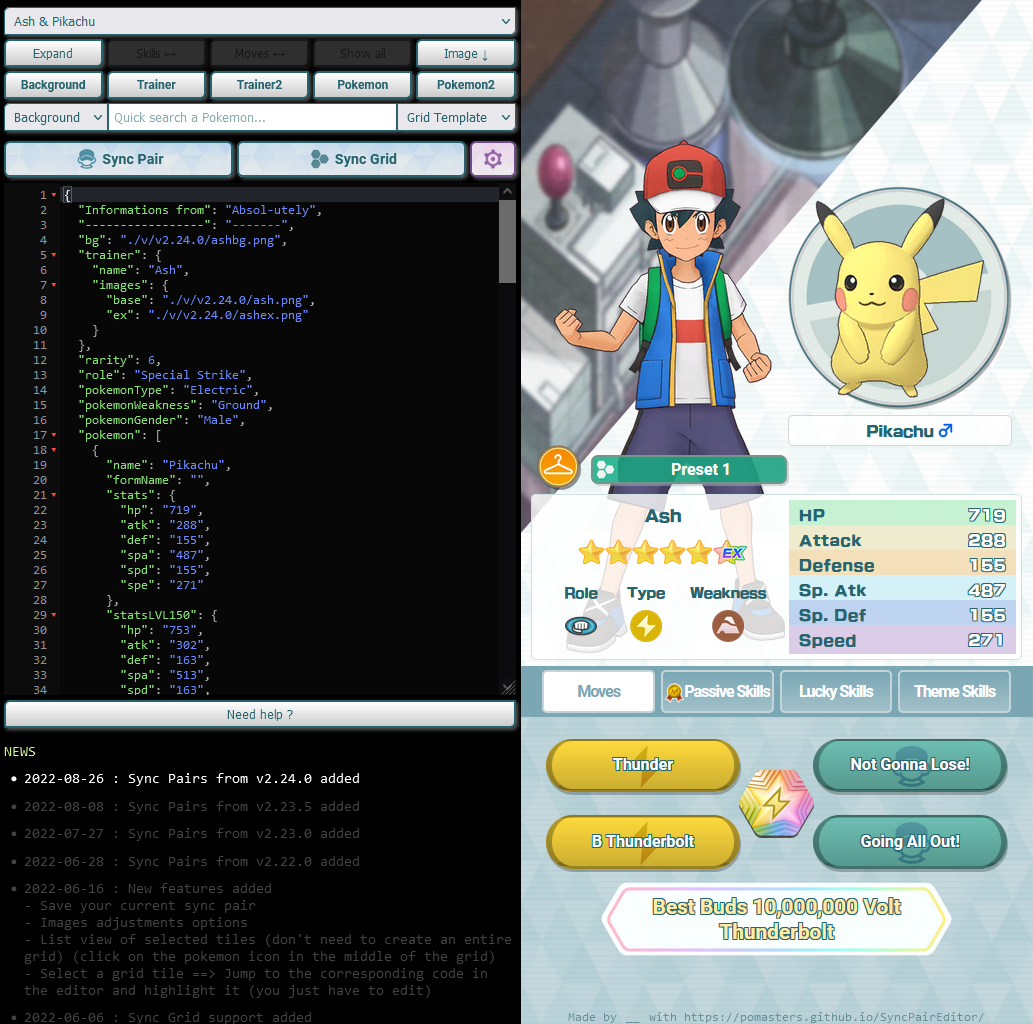 Ash & Pikachu
Expand
Skills ↔
Moves ↔
Show all
Image ↓
Background
Trainer
Trainer2
Pokemon
Pokemon2
Background
Quick search a Pokemon...
Grid Template
Sync Pair
Sync Grid
1 {
2 "Informations from": "Absol-utely",
3 "-----------------": "-------",
4 "bg": "./v/v2.24.0/ashbg.png",
5 "trainer": {
6 "name": "Ash",
7 "images": {
8 "base": "./v/v2.24.0/ash.png",
9 "ex": "./v/v2.24.0/ashex.png"
10 }
11 },
12 "rarity": 6,
13 "role": "Special Strike",
14 "pokemonType": "Electric",
15 "pokemonWeakness": "Ground",
16 "pokemonGender": "Male",
17 "pokemon": [
18 {
19 "name": "Pikachu",
20 "formName": "",
21 "stats": {
22 "hp": "719",
23 "atk": "288",
24 "def": "155",
25 "spa": "487",
26 "spd": "155",
27 "spe": "271"
28 },
29 "statsLVL150": {
30 "hp": "753",
31 "atk": "302",
32 "def": "163",
33 "spa": "513",
34 "spd": "163",
Need help ?
NEWS
• 2022-08-26 : Sync Pairs from v2.24.0 added
• 2022-08-08 : Sync Pairs from v2.23.5 added
• 2022-07-27 : Sync Pairs from v2.23.0 added
• 2022-06-28 : Sync Pairs from v2.22.0 added
• 2022-06-16 : New features added
- Save your current sync pair
- Images adjustments options
- List view of selected tiles (don't need to create an entire
grid) (click on the pokemon icon in the middle of the grid)
- Select a grid tile ==> Jump to the corresponding code in
the editor and highlight it (you just have to edit)
• 2022-06-06 : Sync Grid support added
Pikachu ♂
Preset 1
Ash
EX
Role Type Weakness
HP 719
Attack 288
Defense 155
Sp. Atk 487
Sp. Def 155
Speed 271
Moves
Passive Skills
Lucky Skills
Theme Skills
Thunder
Not Gonna Lose!
B Thunderbolt
Going All Out!
Best Buds 10,000,000 Volt
Thunderbolt
Made by __ with https://pomasters.github.io/SyncPairEditor/